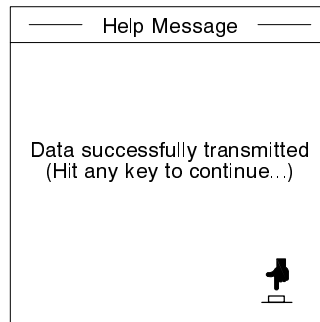 Help Message
Data successfully transmitted
(Hit any key to continue...)